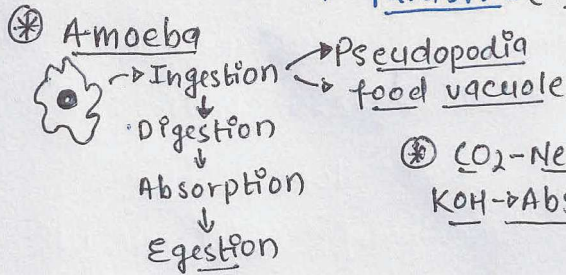 Amoeba
Ingestion → Pseudopodia
→ food vacuole
Digestion
Absorption
Egestion
CO2-Ne
KOH→Abs